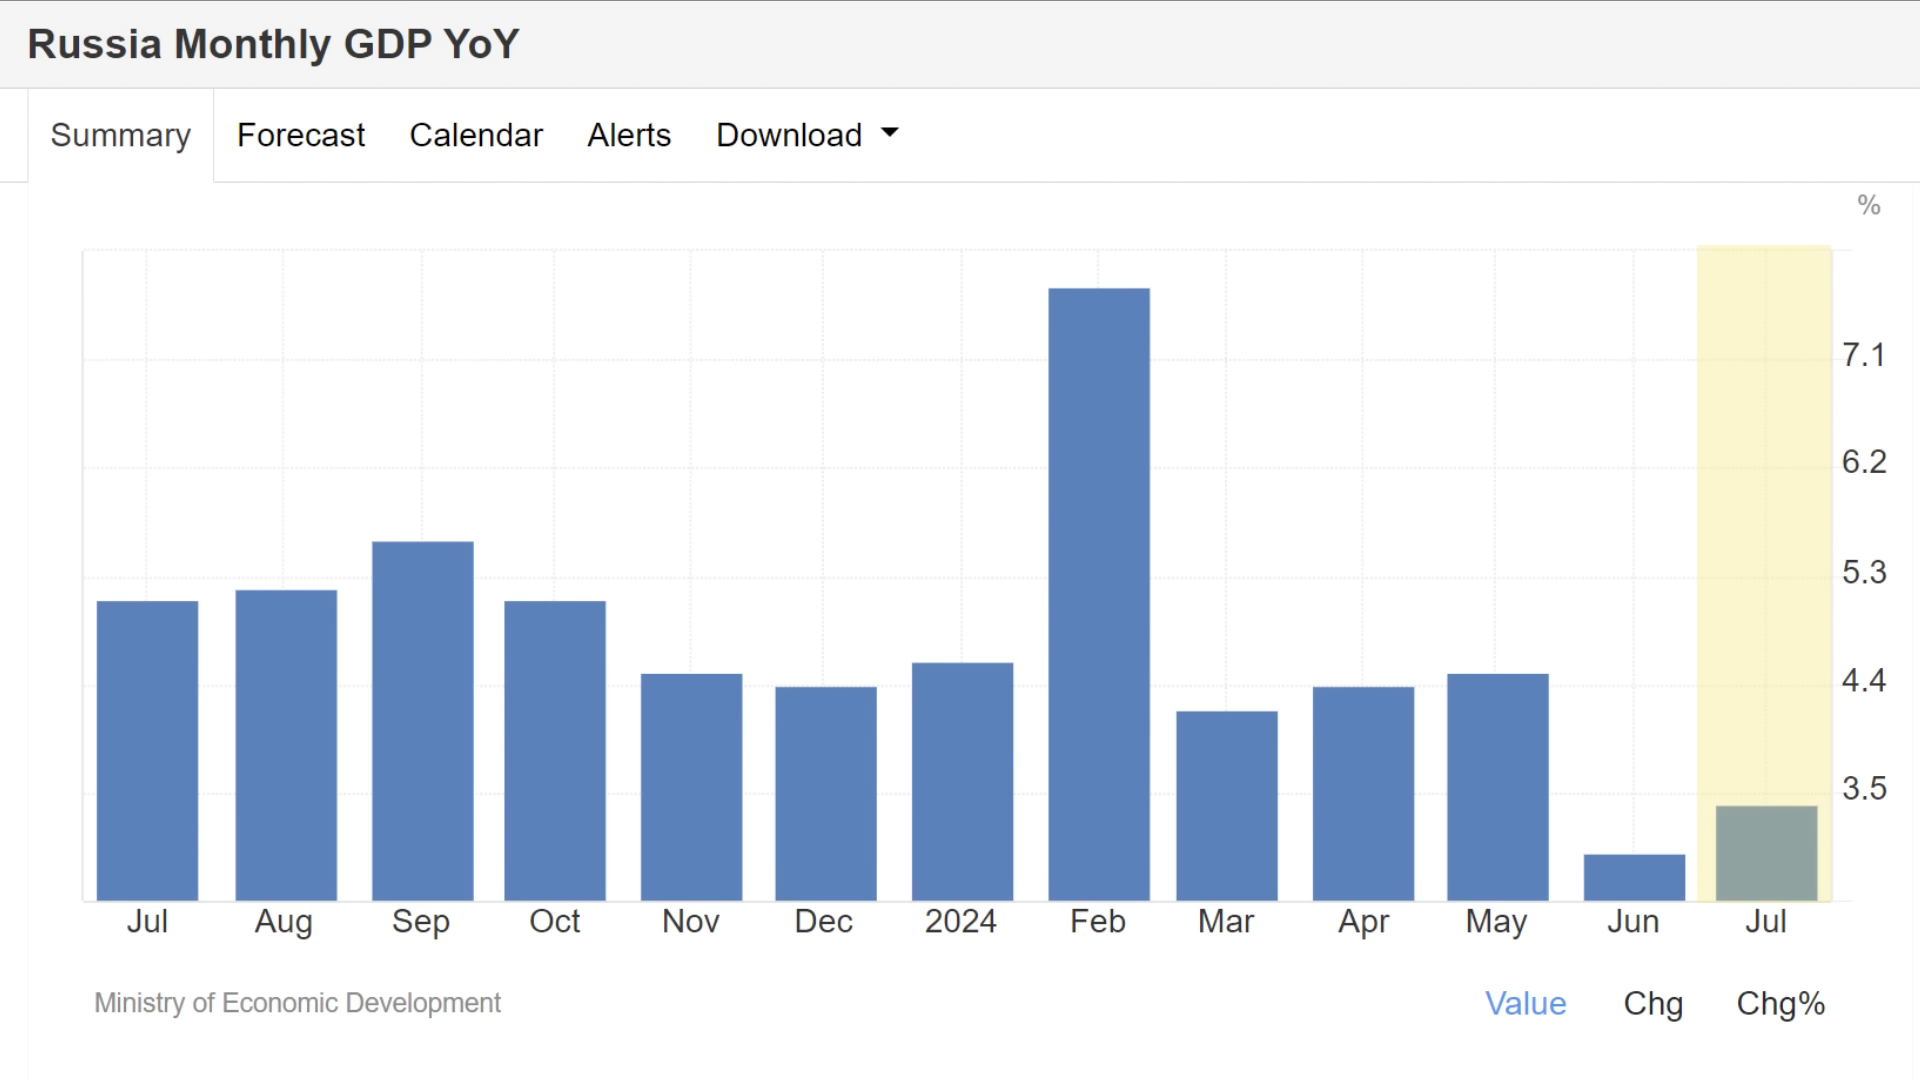 Russia Monthly GDP YoY
Summary Forecast Calendar Alerts Download
%
7.1
6.2
5.3
4.4
3.5
Jul Aug Sep Oct Nov Dec 2024 Feb Mar Apr May Jun Jul
Ministry of Economic Development Value Chg Chg%